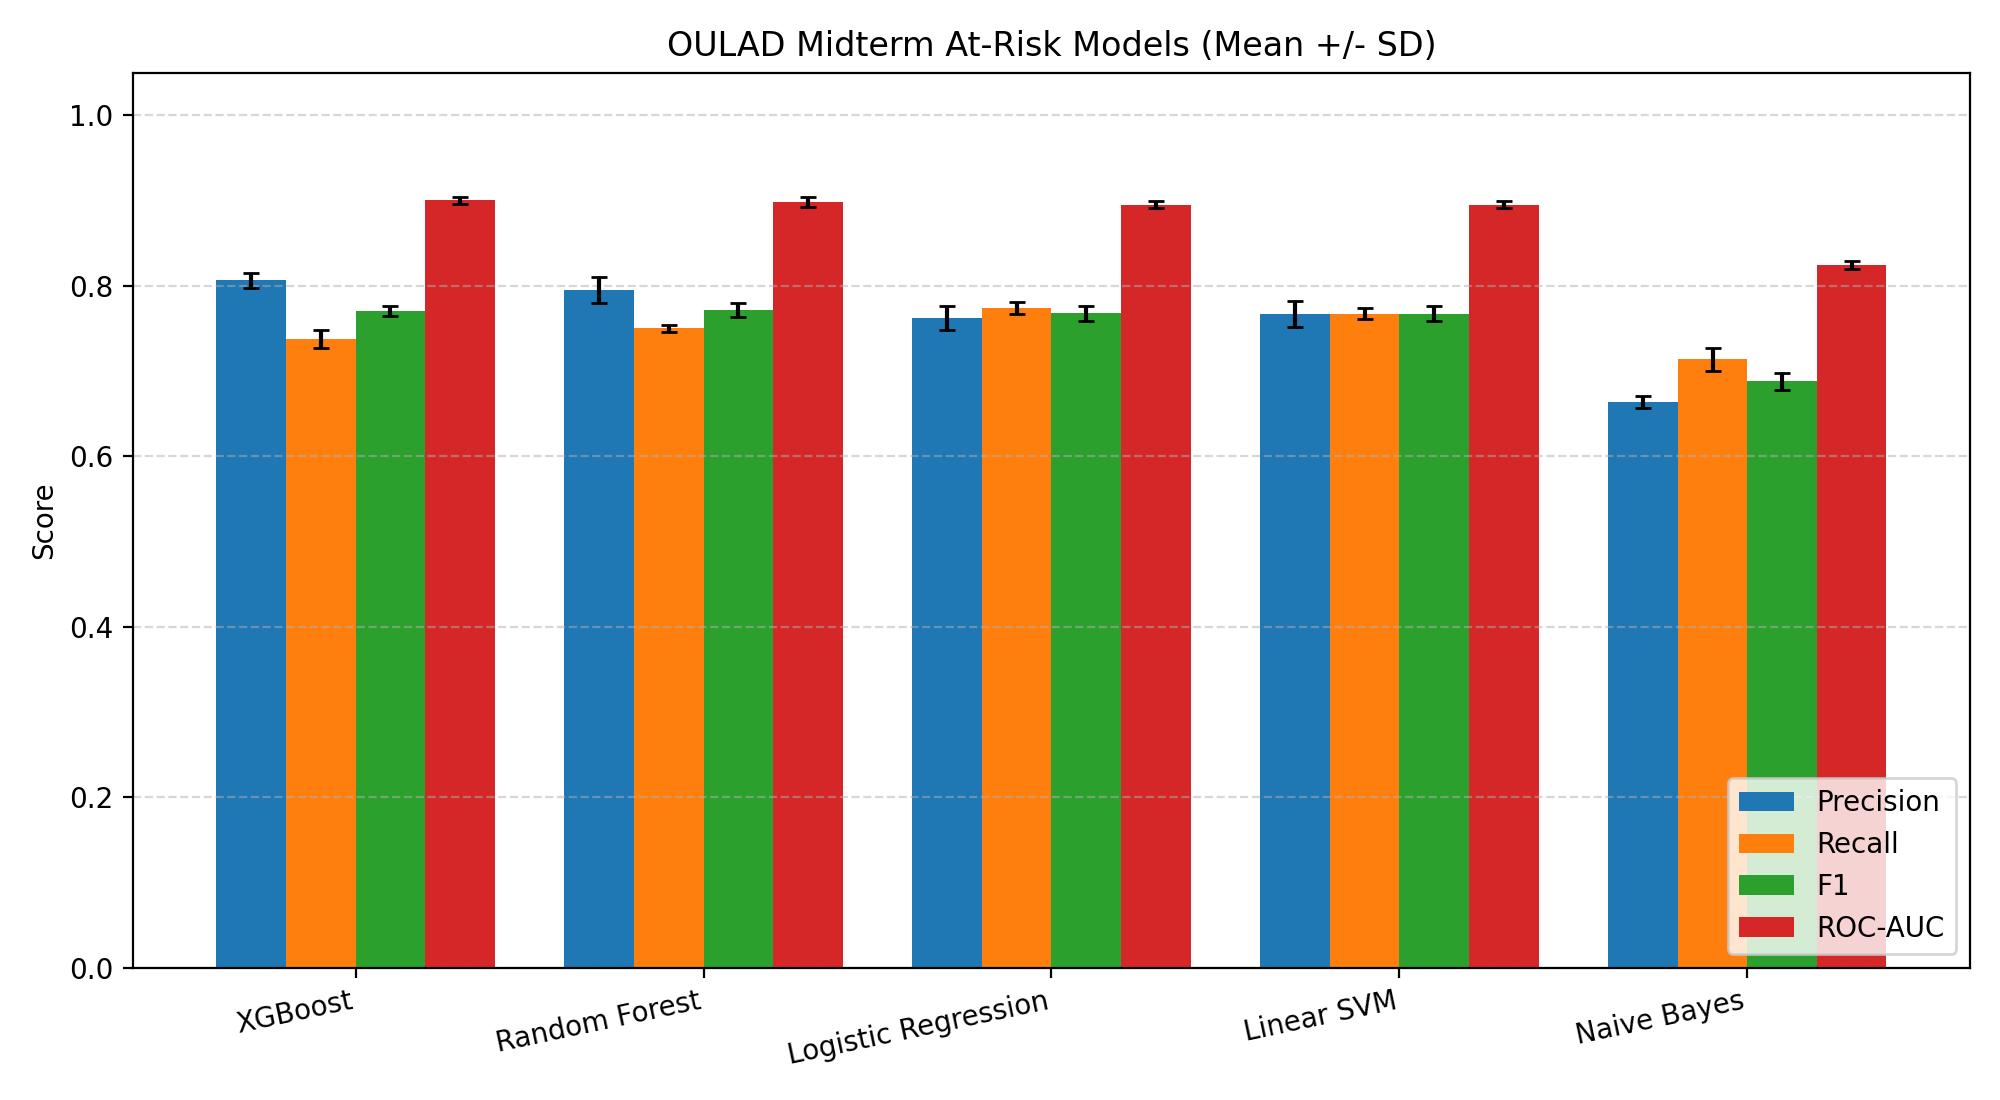 OULAD Midterm At-Risk Models (Mean +/- SD)
1.0
0.8
0.6
0.4
0.2
0.0
Score
XGBoost
Random Forest
Logistic Regression
Linear SVM
Naive Bayes
Precision
Recall
F1
ROC-AUC